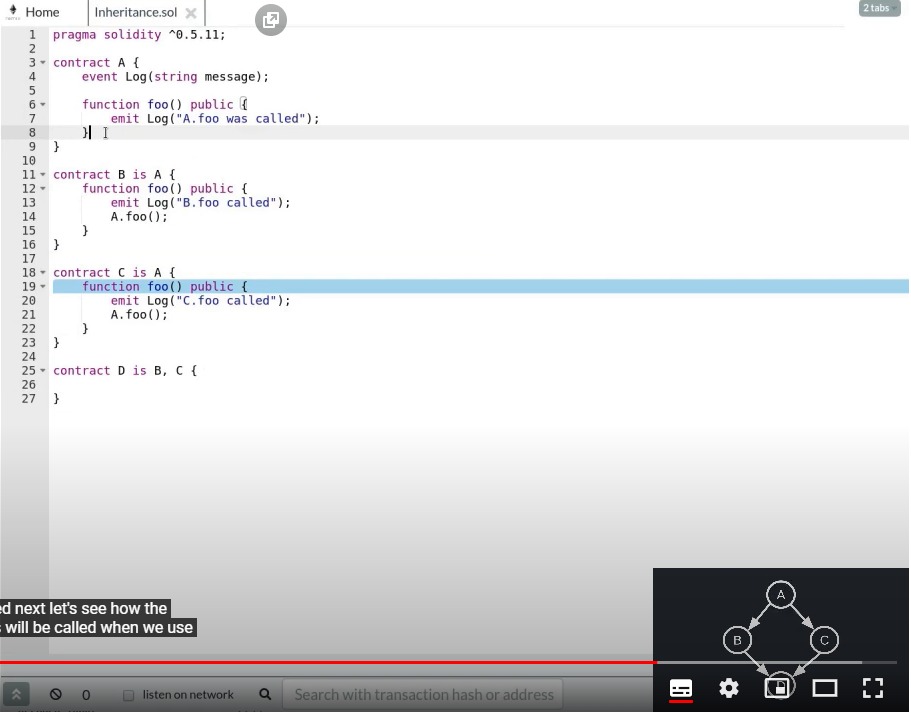 Home
Inheritance.sol
2 tabs
1 pragma solidity ^0.5.11;
2
3 contract A {
4     event Log(string message);
5
6     function foo() public {
7         emit Log("A.foo was called");
8     }
9 }
10
11 contract B is A {
12     function foo() public {
13         emit Log("B.foo called");
14         A.foo();
15     }
16 }
17
18 contract C is A {
19     function foo() public {
20         emit Log("C.foo called");
21         A.foo();
22     }
23 }
24
25 contract D is B, C {
26
27 }
ed next let's see how the
s will be called when we use
A
B C
0 listen on network Search with transaction hash or address